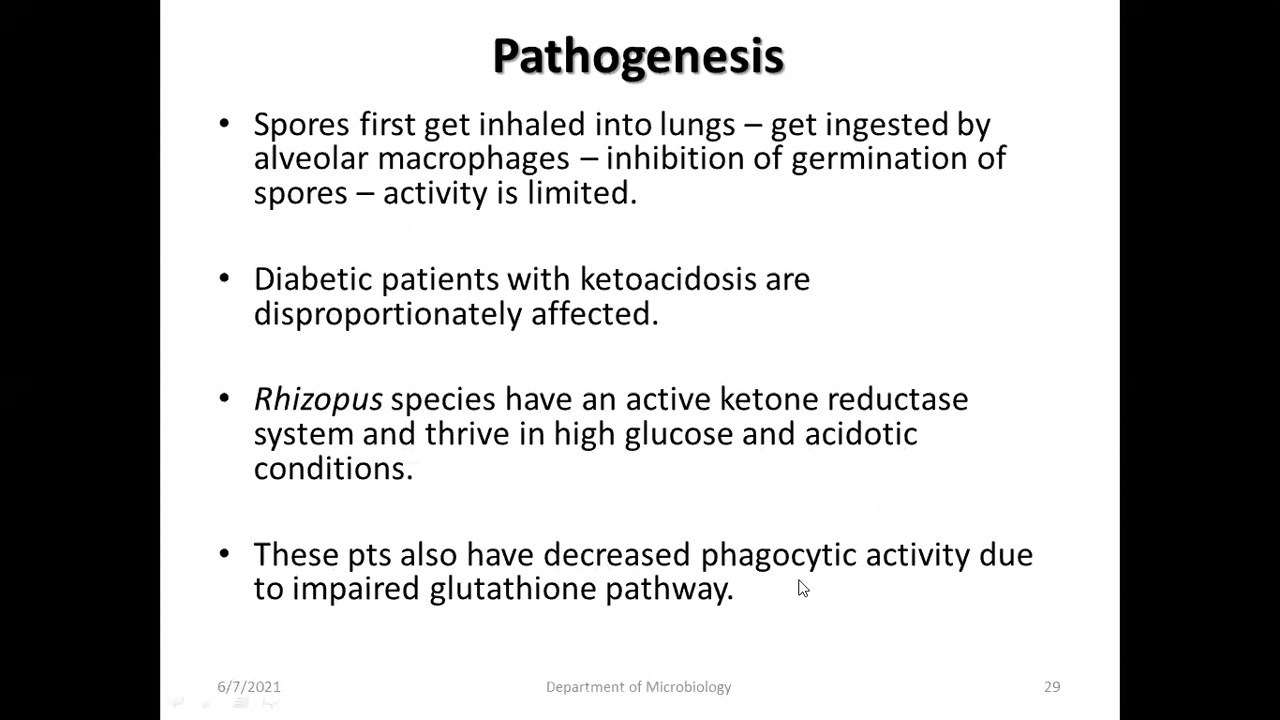 Pathogenesis
• Spores first get inhaled into lungs – get ingested by
alveolar macrophages – inhibition of germination of
spores – activity is limited.
• Diabetic patients with ketoacidosis are
disproportionately affected.
• Rhizopus species have an active ketone reductase
system and thrive in high glucose and acidotic
conditions.
• These pts also have decreased phagocytic activity due
to impaired glutathione pathway.
6/7/2021
Department of Microbiology
29